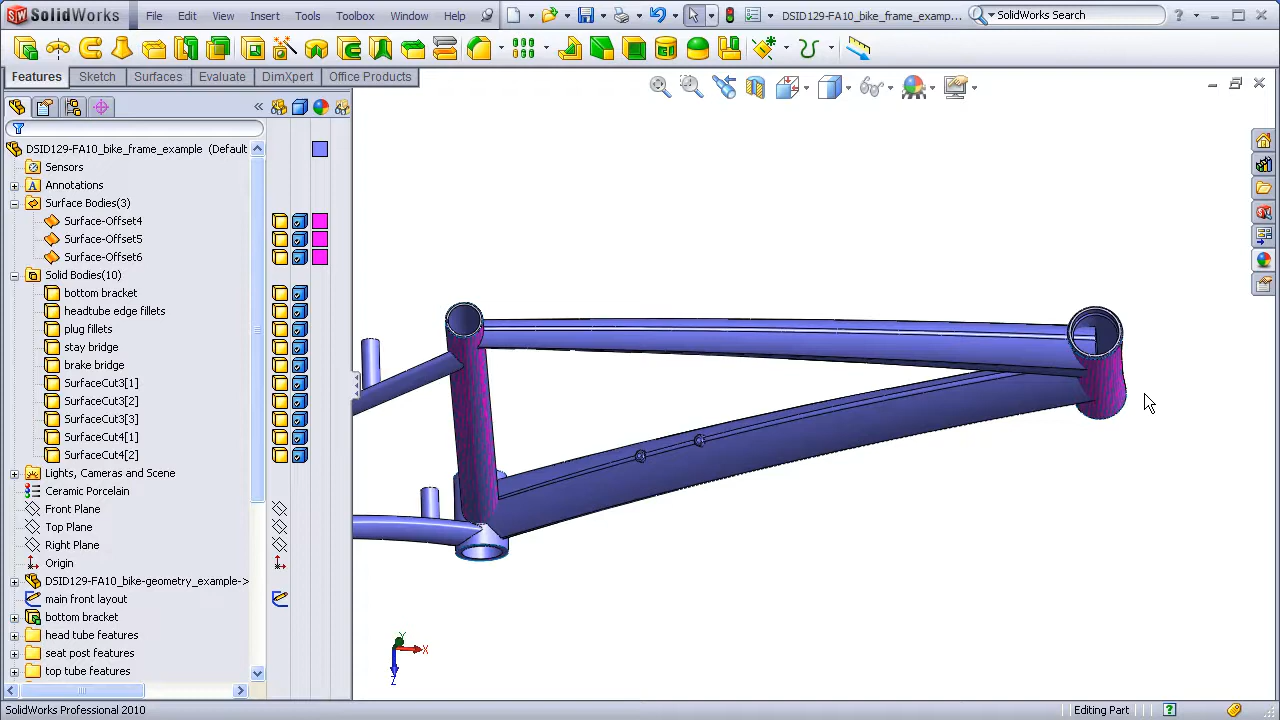 SolidWorks File Edit View Insert Tools Toolbox Window Help DSID129-FA10_bike_frame_examp... SolidWorks Search ?
Features Sketch Surfaces Evaluate DimXpert Office Products
DSID129-FA10_bike_frame_example (Default
Sensors
Annotations
Surface Bodies(3)
Surface-Offset4
Surface-Offset5
Surface-Offset6
Solid Bodies(10)
bottom bracket
headtube edge fillets
plug fillets
stay bridge
brake bridge
SurfaceCut3[1]
SurfaceCut3[2]
SurfaceCut3[3]
SurfaceCut4[1]
SurfaceCut4[2]
Lights, Cameras and Scene
Ceramic Porcelain
Front Plane
Top Plane
Right Plane
Origin
DSID129-FA10_bike-geometry_example->
main front layout
bottom bracket
head tube features
seat post features
top tube features
Y
X
Z
SolidWorks Professional 2010 Editing Part ?